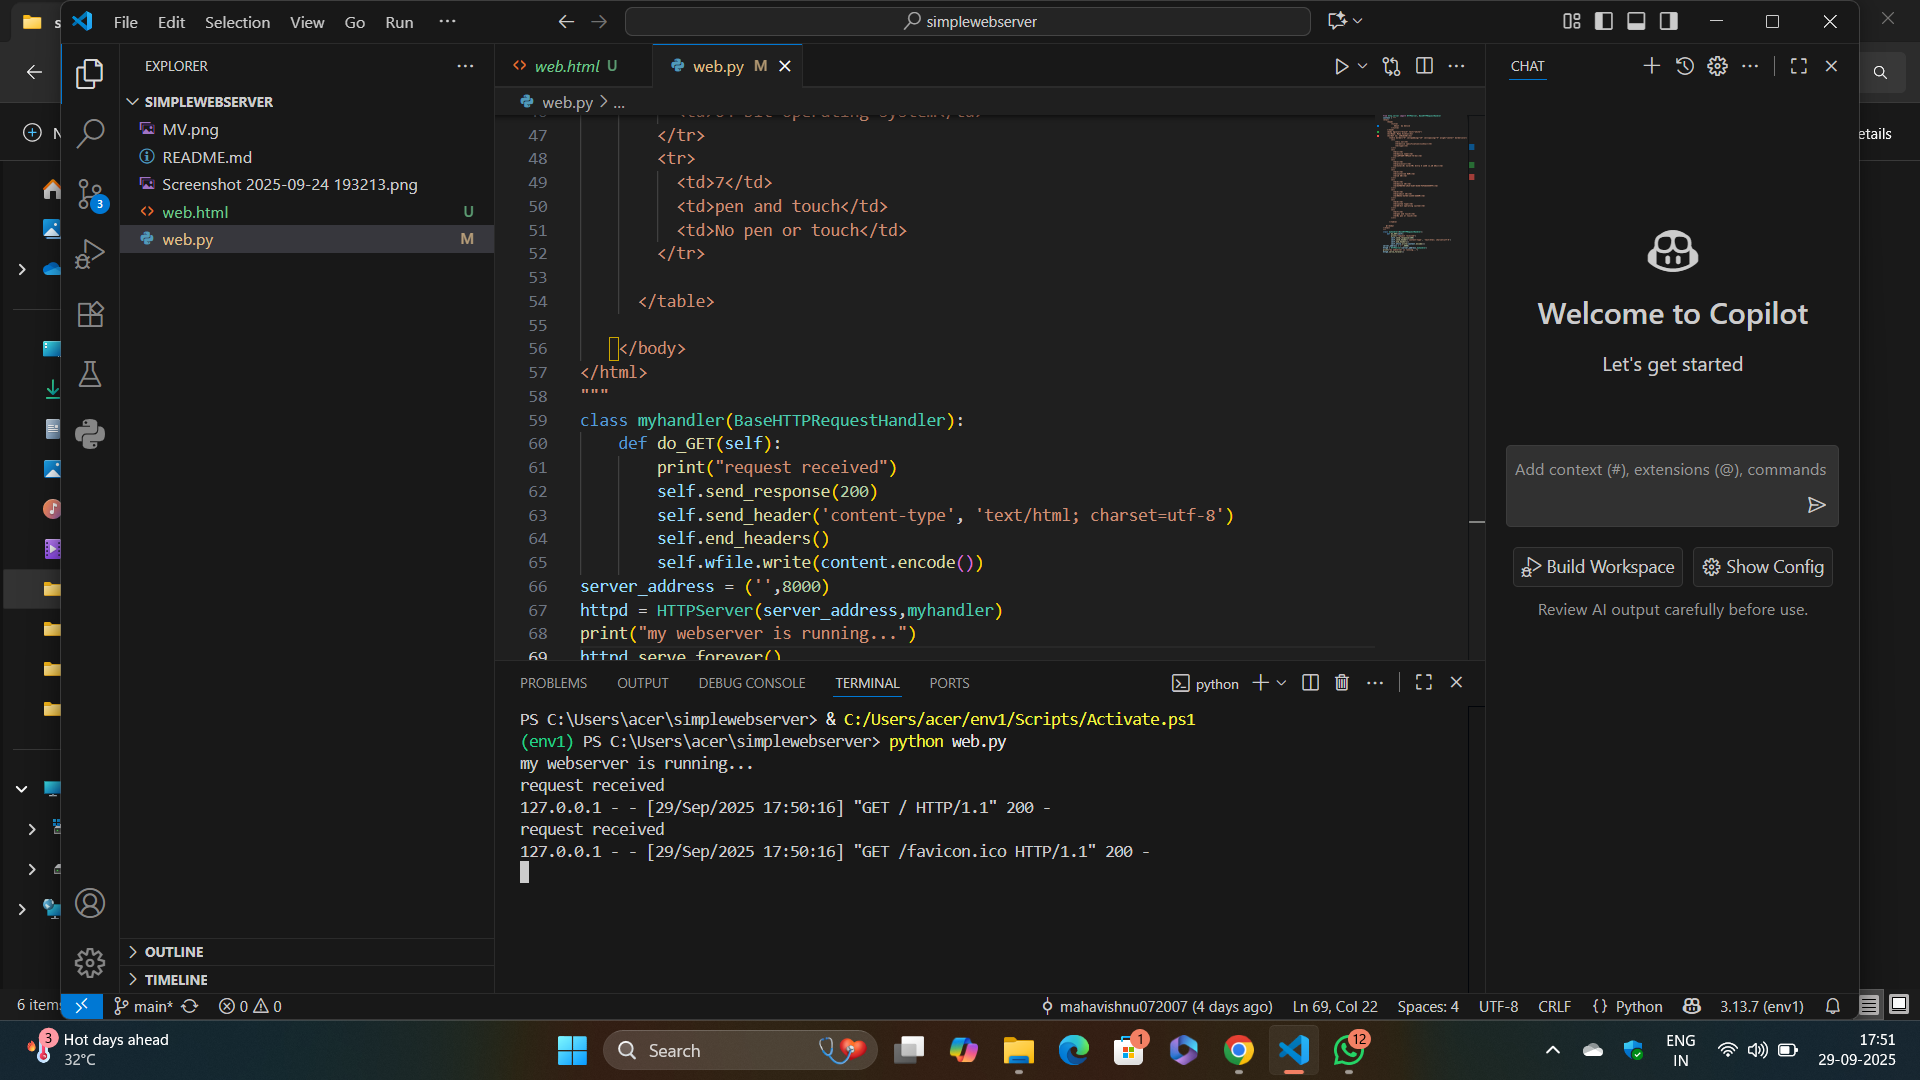 File Edit Selection View Go Run ...
simplewebserver
EXPLORER
SIMPLEWEBSERVER
MV.png
README.md
Screenshot 2025-09-24 193213.png
web.html U
web.py M
3
OUTLINE
TIMELINE
web.html U
web.py M
web.py > ...
47 </tr>
48 <tr>
49 <td>7</td>
50 <td>pen and touch</td>
51 <td>No pen or touch</td>
52 </tr>
53
54 </table>
55
56 </body>
57 </html>
58 """
59 class myhandler(BaseHTTPRequestHandler):
60 def do_GET(self):
61 print("request received")
62 self.send_response(200)
63 self.send_header('content-type', 'text/html; charset=utf-8')
64 self.end_headers()
65 self.wfile.write(content.encode())
66 server_address = ('',8000)
67 httpd = HTTPServer(server_address,myhandler)
68 print("my webserver is running...")
69 httpd.serve_forever()
PROBLEMS OUTPUT DEBUG CONSOLE TERMINAL PORTS
python
PS C:\Users\acer\simplewebserver> & C:/Users/acer/env1/Scripts/Activate.ps1
(env1) PS C:\Users\acer\simplewebserver> python web.py
my webserver is running...
request received
127.0.0.1 - - [29/Sep/2025 17:50:16] "GET / HTTP/1.1" 200 -
request received
127.0.0.1 - - [29/Sep/2025 17:50:16] "GET /favicon.ico HTTP/1.1" 200 -
CHAT
Welcome to Copilot
Let's get started
Add context (#), extensions (@), commands
Build Workspace
Show Config
Review AI output carefully before use.
etails
6 item
main* 0 0
mahavishnu072007 (4 days ago) Ln 69, Col 22 Spaces: 4 UTF-8 CRLF {} Python 3.13.7 (env1)
3
Hot days ahead
32°C
Search
1
12
ENG
IN
17:51
29-09-2025